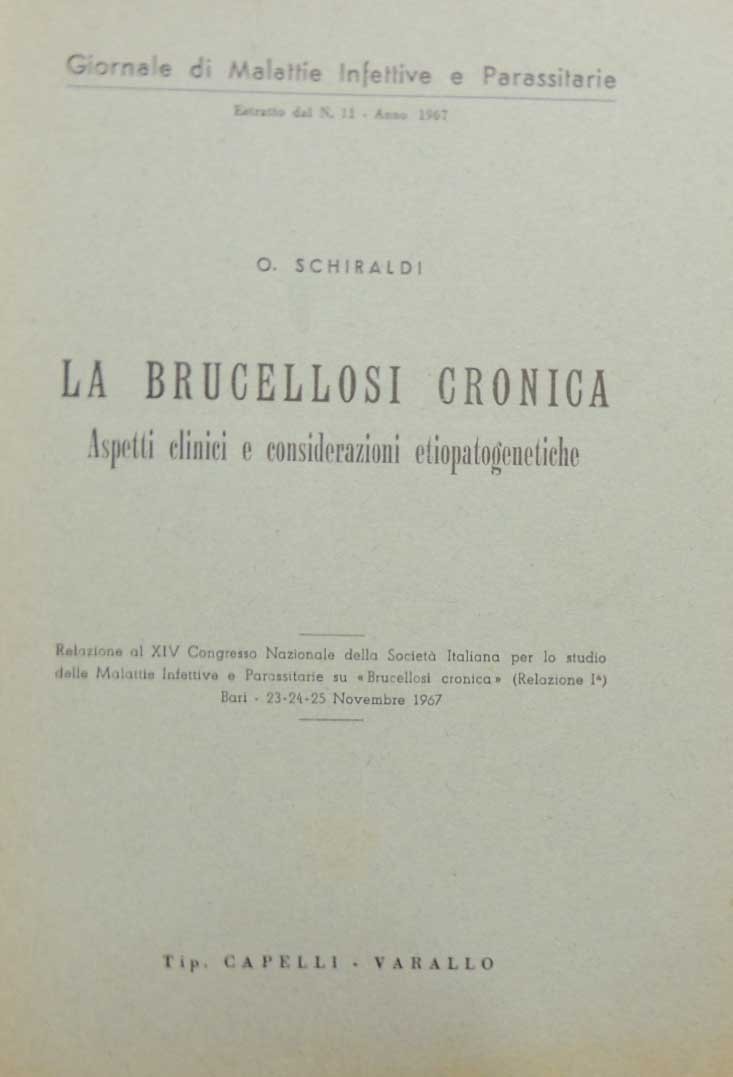 Giornale di Malattie Infettive e Parassitarie
Estratto dal N. 11 - Anno 1967
O. SCHIRALDI
LA BRUCELLOSI CRONICA
Aspetti clinici e considerazioni etiopatogenetiche
Relazione al XIV Congresso Nazionale della Società Italiana per lo studio
delle Malattie Infettive e Parassitarie su «Brucellosi cronica» (Relazione Iª)
Bari - 23-24-25 Novembre 1967
Tip. CAPELLI - VARALLO